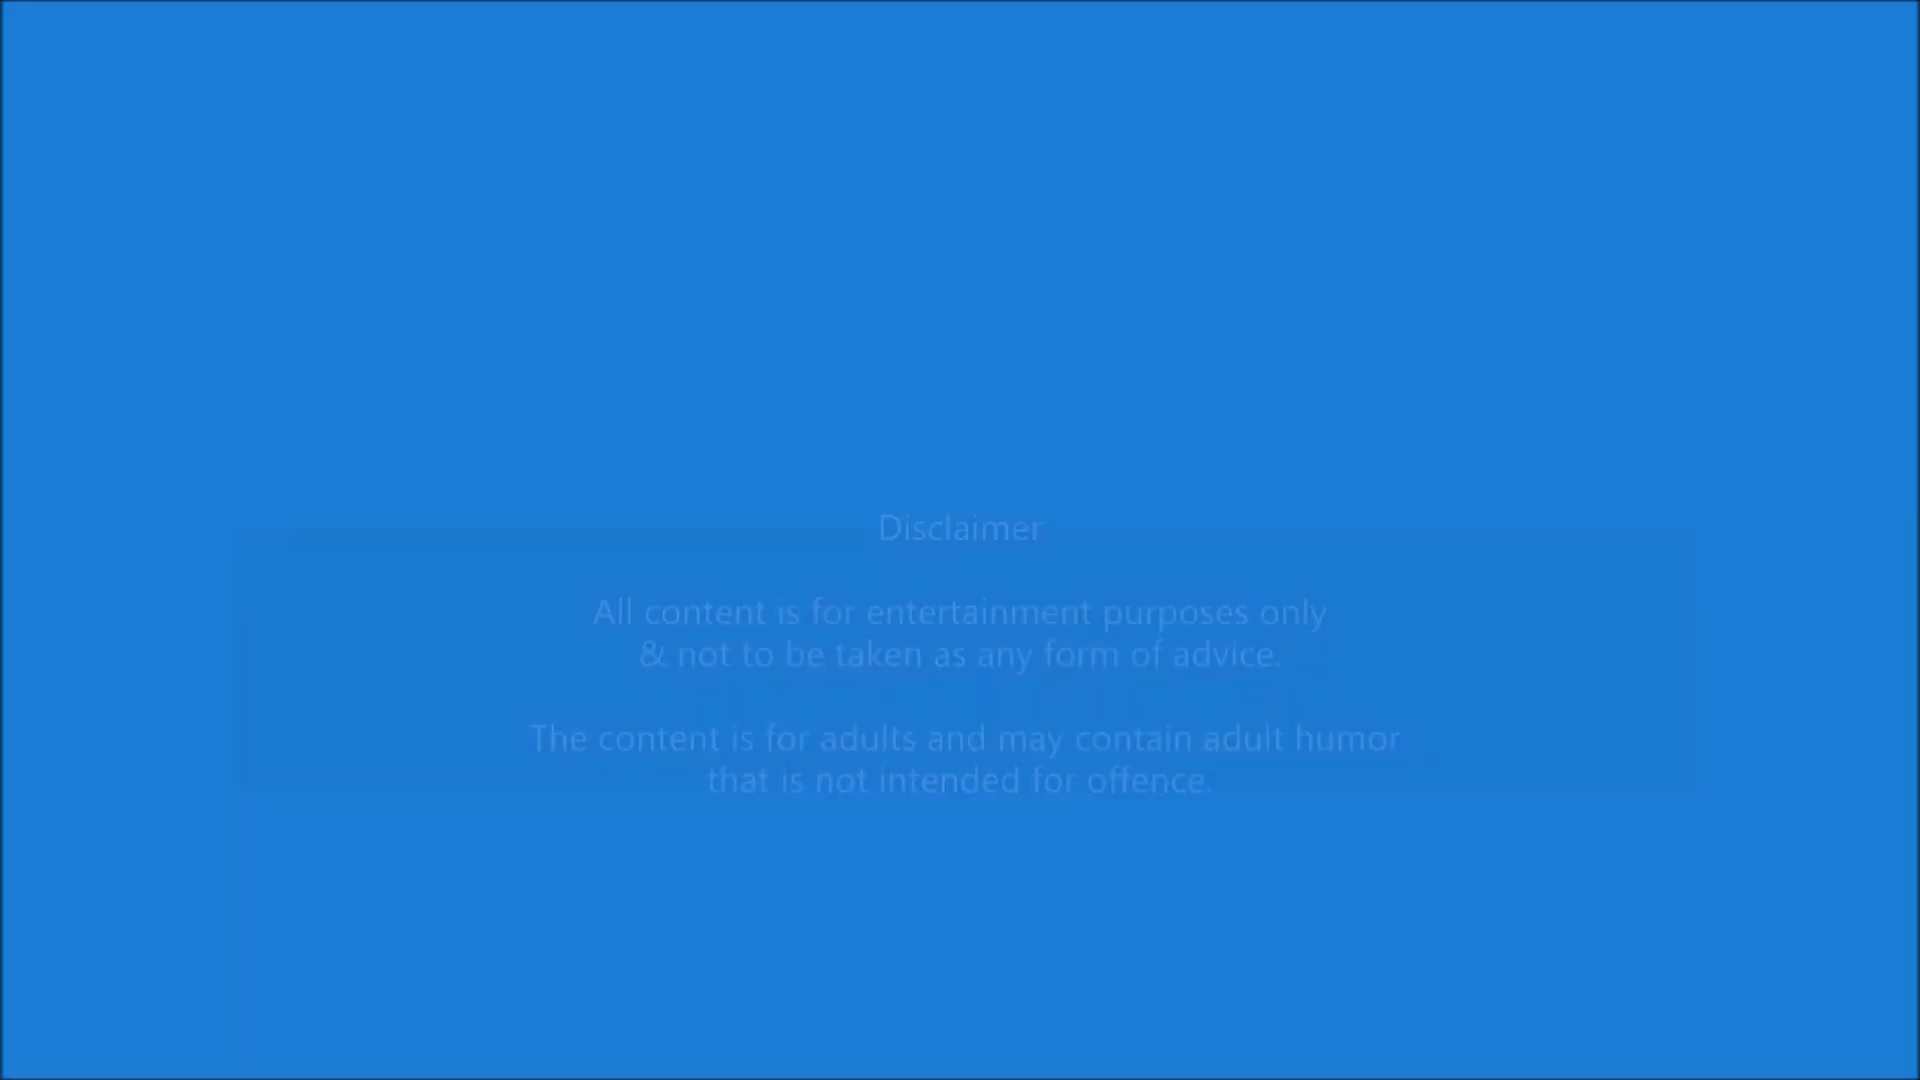 Disclaimer
All content is for entertainment purposes only
& not to be taken as any form of advice.
The content is for adults and may contain adult humor
that is not intended for offence.